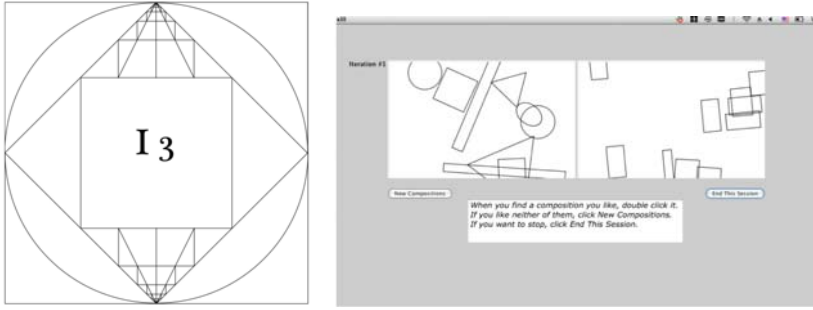 I 3
Iteration #1
New Compositions
End This Session
When you find a composition you like, double click it.
If you like neither of them, click New Compositions.
If you want to stop, click End This Session.